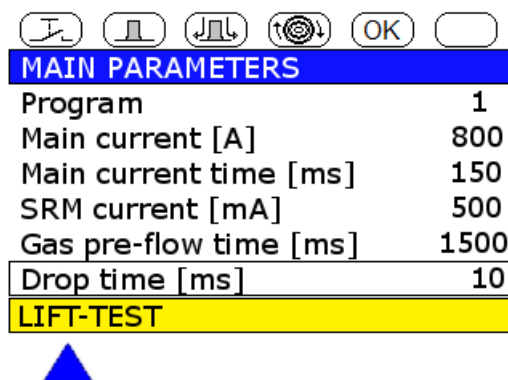 OK
MAIN PARAMETERS
Program 1
Main current [A] 800
Main current time [ms] 150
SRM current [mA] 500
Gas pre-flow time [ms] 1500
Drop time [ms] 10
LIFT-TEST